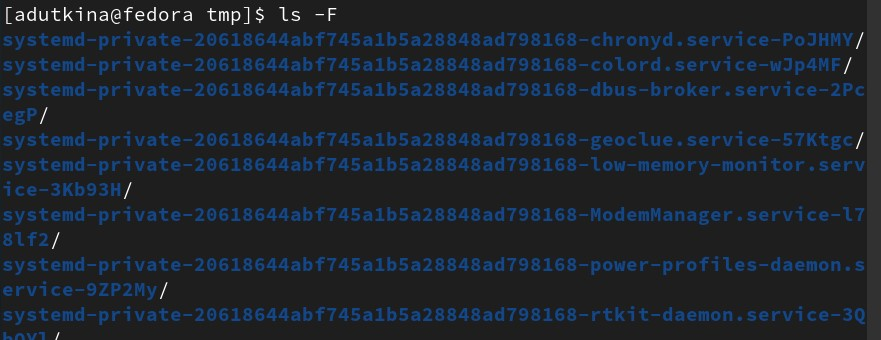 [adutkina@fedora tmp]$ ls -F
systemd-private-20618644abf745a1b5a28848ad798168-chronyd.service-PoJHMY/
systemd-private-20618644abf745a1b5a28848ad798168-colord.service-wJp4MF/
systemd-private-20618644abf745a1b5a28848ad798168-dbus-broker.service-2Pc
egP/
systemd-private-20618644abf745a1b5a28848ad798168-geoclue.service-57Ktgc/
systemd-private-20618644abf745a1b5a28848ad798168-low-memory-monitor.serv
ice-3Kb93H/
systemd-private-20618644abf745a1b5a28848ad798168-ModemManager.service-l7
8lf2/
systemd-private-20618644abf745a1b5a28848ad798168-power-profiles-daemon.s
ervice-9ZP2My/
systemd-private-20618644abf745a1b5a28848ad798168-rtkit-daemon.service-3Q